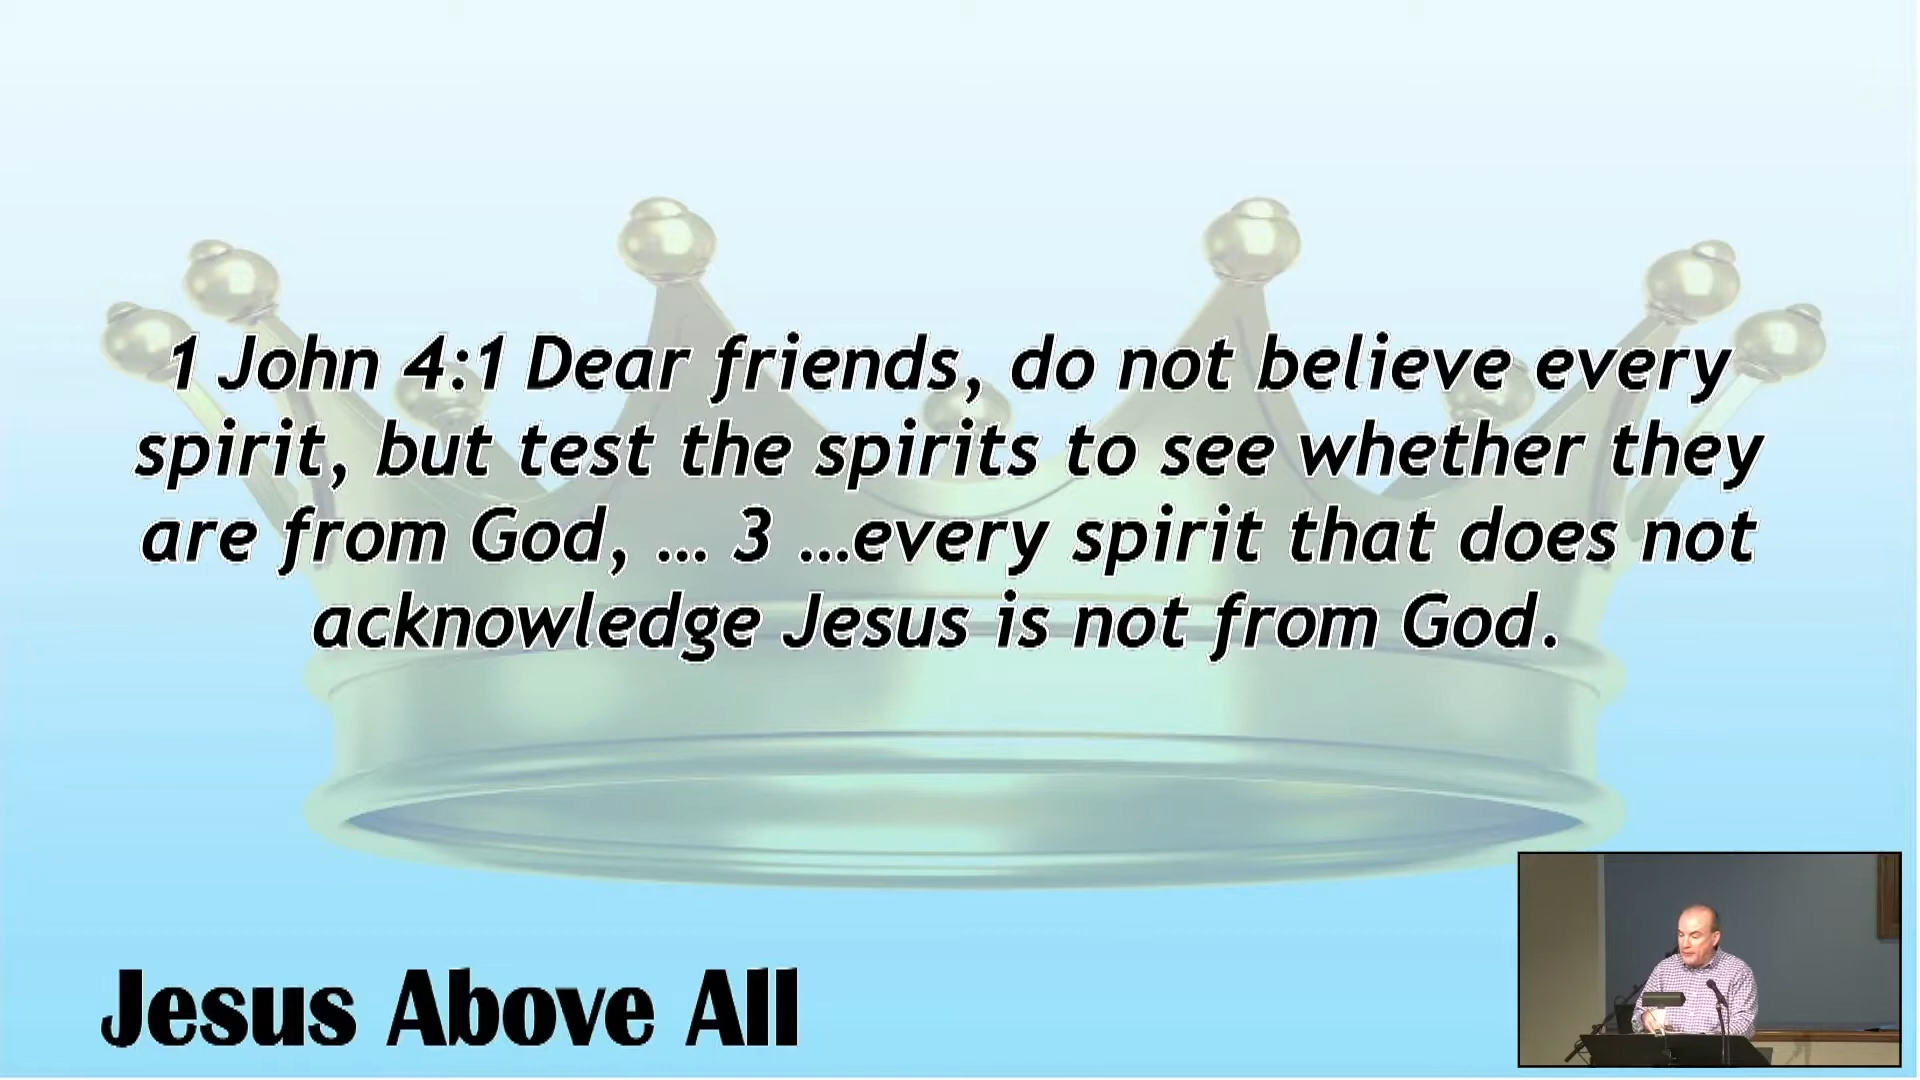 1 John 4:1 Dear friends, do not believe every
spirit, but test the spirits to see whether they
are from God, … 3 …every spirit that does not
acknowledge Jesus is not from God.
Jesus Above All